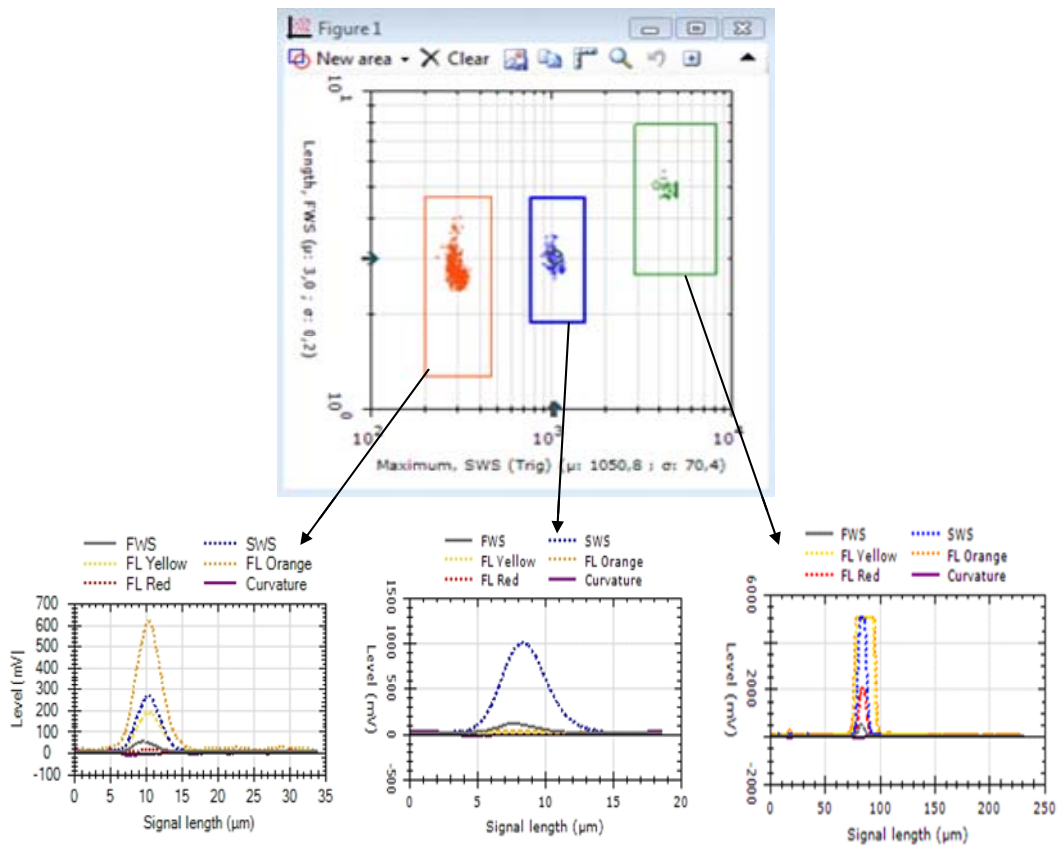 Figure 1
New area Clear
10¹
Length, FWS (μ: 3,0 ; σ: 0,2)
10⁰
10² 10³ 10⁴
Maximum, SWS (Trig) (μ: 1050,8 ; σ: 70,4)
FWS SWS
FL Yellow FL Orange
FL Red Curvature
700
600
500
400
300
200
100
0
-100
Level [mV]
0 5 10 15 20 25 30 35
Signal length (μm)
FWS SWS
FL Yellow FL Orange
FL Red Curvature
1500
1000
500
0
-500
Level (mV)
0 5 10 15 20
Signal length (μm)
FWS SWS
FL Yellow FL Orange
FL Red Curvature
6000
2000
-2000
Level (mV)
0 50 100 150 200 250
Signal length (μm)